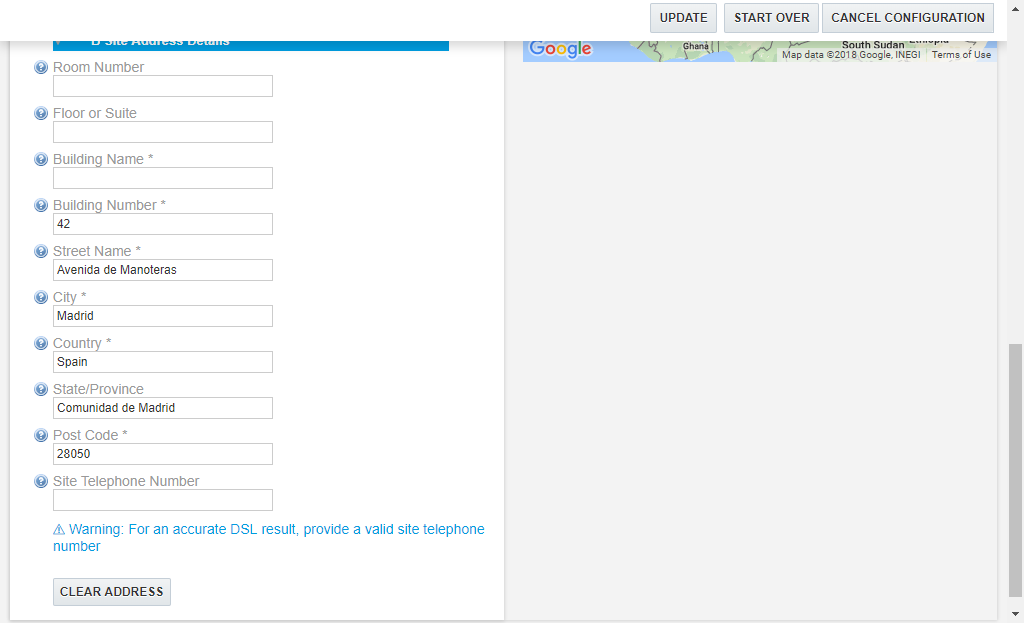 UPDATE START OVER CANCEL CONFIGURATION
B Site Address Details
Google
Ghana
South Sudan
Ethiopia
Map data ©2018 Google, INEGI Terms of Use
Room Number
Floor or Suite
Building Name *
Building Number *
42
Street Name *
Avenida de Manoteras
City *
Madrid
Country *
Spain
State/Province
Comunidad de Madrid
Post Code *
28050
Site Telephone Number
⚠ Warning: For an accurate DSL result, provide a valid site telephone
number
CLEAR ADDRESS